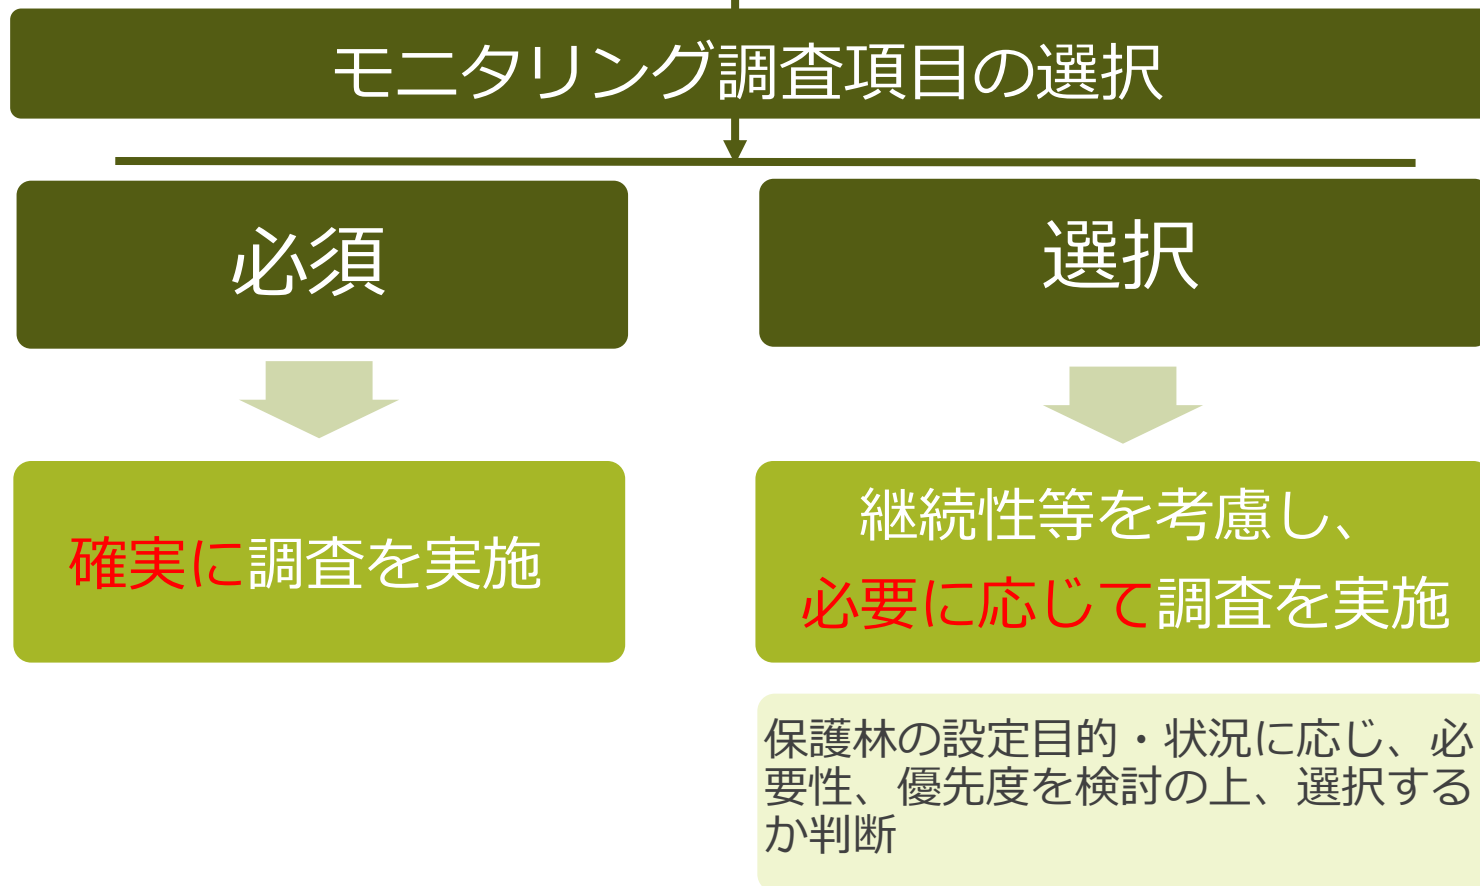 モニタリング調査項目の選択
必須
選択
確実に調査を実施
継続性等を考慮し、
必要に応じて調査を実施
保護林の設定目的・状況に応じ、必
要性、優先度を検討の上、選択する
か判断